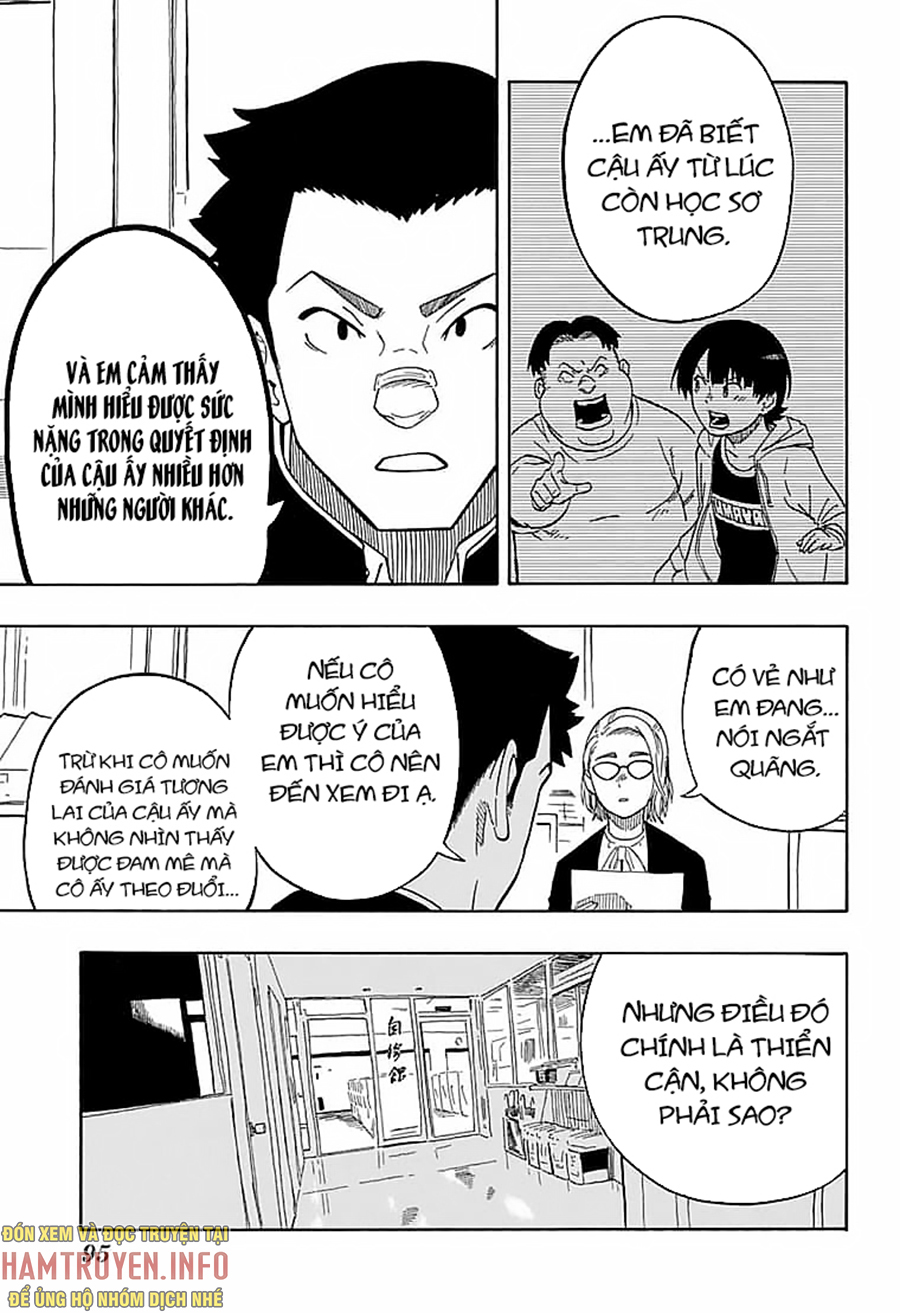 ...EM ĐÃ BIẾT
CẬU ẤY TỪ LÚC
CÒN HỌC SƠ
TRUNG.
VÀ EM CẢM THẤY
MÌNH HIỂU ĐƯỢC SỨC
NẶNG TRONG QUYẾT ĐỊNH
CỦA CẬU ẤY NHIỀU HƠN
NHỮNG NGƯỜI KHÁC.
CÓ VẺ NHƯ
EM ĐANG...
NÓI NGẮT
QUÃNG.
NẾU CÔ
MUỐN HIỂU
ĐƯỢC Ý CỦA
EM THÌ CÔ NÊN
ĐẾN XEM ĐI Ạ.
TRỪ KHI CÔ MUỐN
ĐÁNH GIÁ TƯƠNG
LAI CỦA CẬU ẤY MÀ
KHÔNG NHÌN THẤY
ĐƯỢC ĐAM MÊ MÀ
CÔ ẤY THEO ĐUỔI...
NHƯNG ĐIỀU ĐÓ
CHÍNH LÀ THIỂN
CẬN, KHÔNG
PHẢI SAO?
自修館
ĐÓN XEM VÀ ĐỌC TRUYỆN TẠI
95
HAMTRUYEN.INFO
ĐỂ ỦNG HỘ NHÓM DỊCH NHÉ